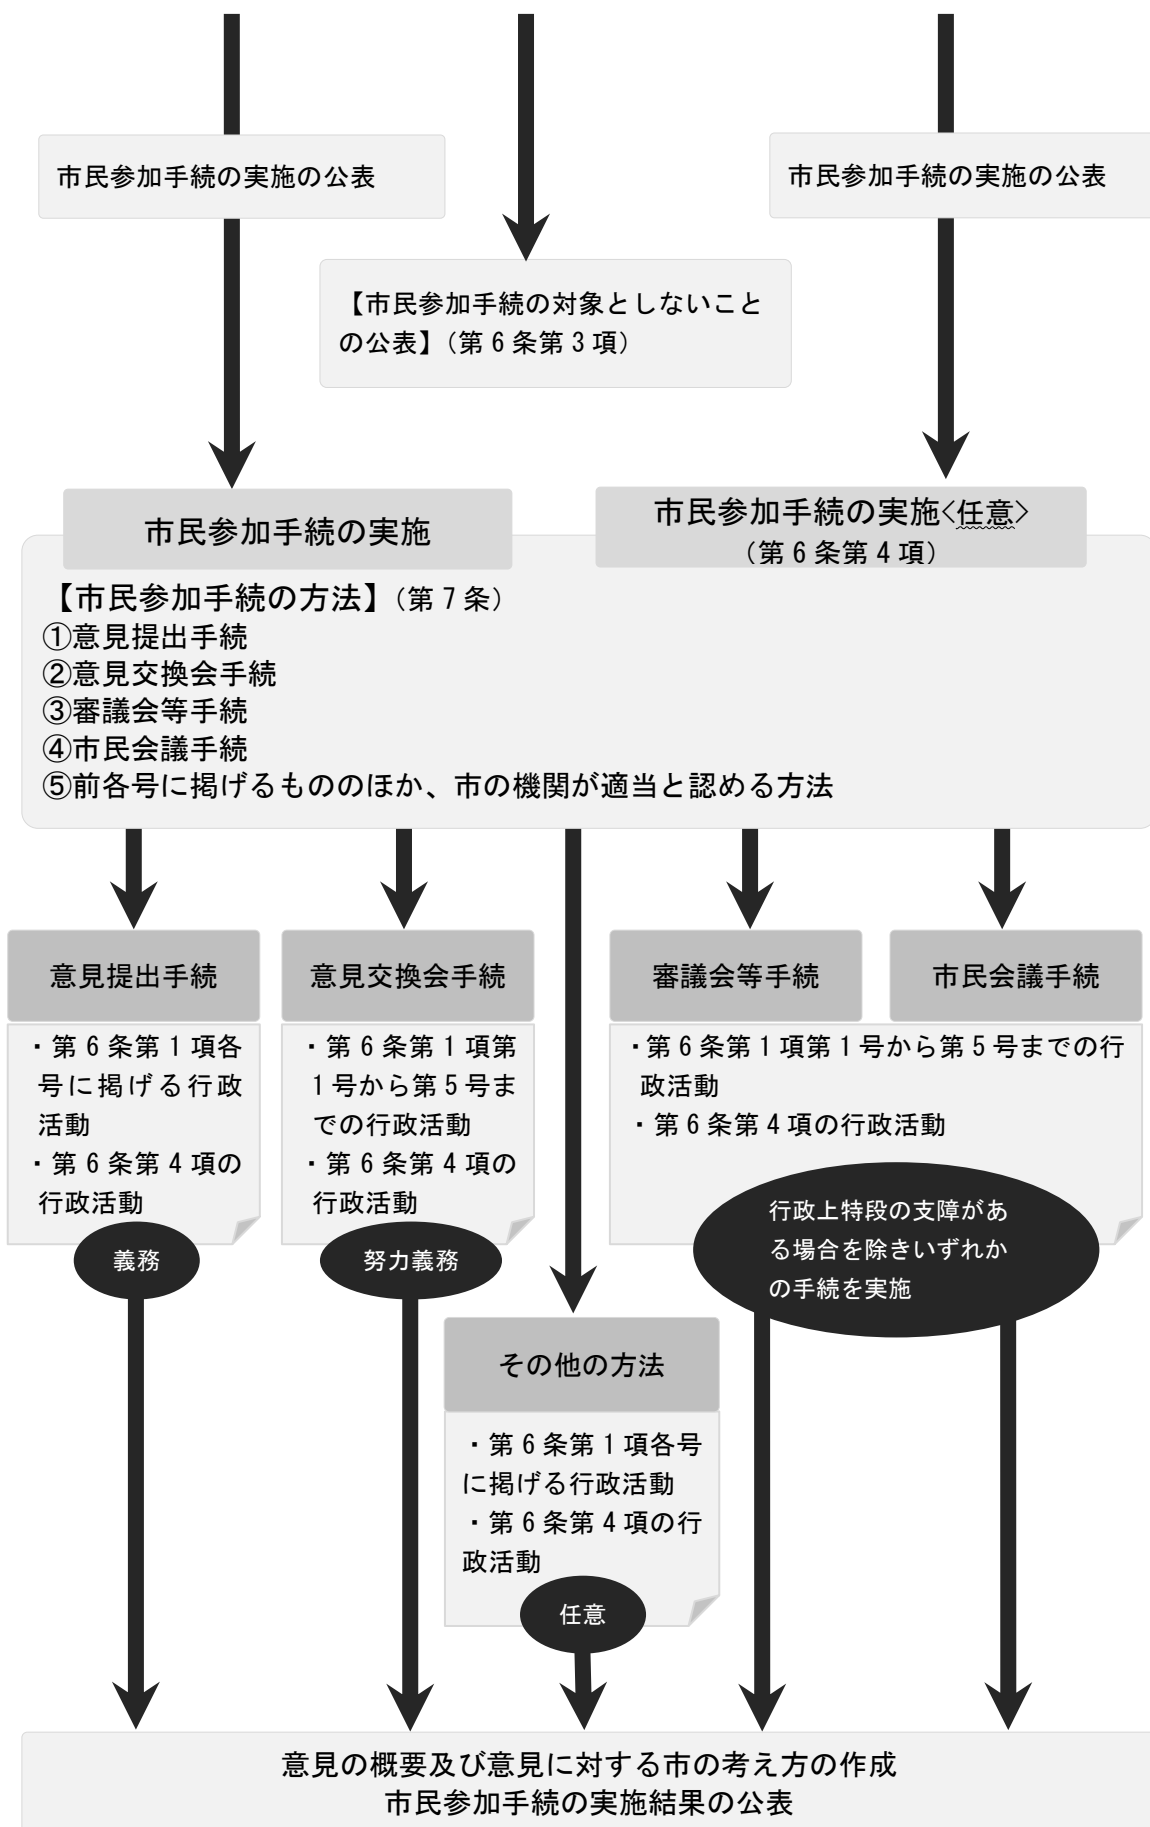 市民参加手続の実施の公表
市民参加手続の実施の公表
【市民参加手続の対象としないこと
の公表】（第６条第３項）
市民参加手続の実施
市民参加手続の実施<任意>
（第６条第４項）
【市民参加手続の方法】（第７条）
①意見提出手続
②意見交換会手続
③審議会等手続
④市民会議手続
⑤前各号に掲げるもののほか、市の機関が適当と認める方法
意見提出手続
・第６条第１項各
号に掲げる行政
活動
・第６条第４項の
行政活動
義務
意見交換会手続
・第６条第１項第
１号から第５号ま
での行政活動
・第６条第４項の
行政活動
努力義務
審議会等手続
市民会議手続
・第６条第１項第１号から第５号までの行
政活動
・第６条第４項の行政活動
行政上特段の支障があ
る場合を除きいずれか
の手続を実施
その他の方法
・第６条第１項各号
に掲げる行政活動
・第６条第４項の行
政活動
任意
意見の概要及び意見に対する市の考え方の作成
市民参加手続の実施結果の公表